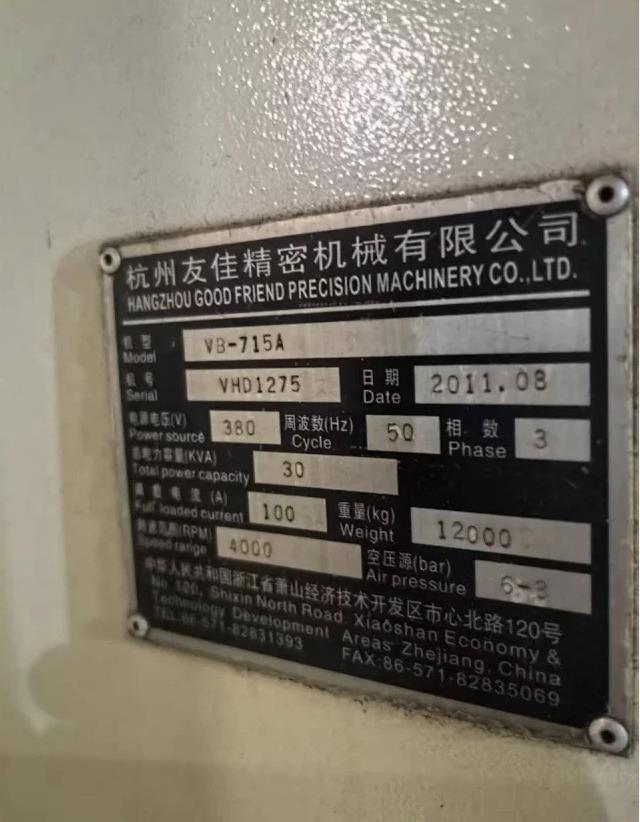 杭州友佳精密机械有限公司
HANGZHOU GOOD FRIEND PRECISION MACHINERY CO.,LTD.
机型 Model VB-715A
机号 Serial VHD1275 日期 Date 2011.08
电源电压(V) Power source 380 周波数(Hz) Cycle 50 相数 Phase 3
总电力容量(KVA) Total power capacity 30
满载电流(A) Full loaded current 100 重量(kg) Weight 12000
转速范围(RPM) Speed range 4000 空压源(bar) Air pressure 6-8
中华人民共和国浙江省萧山经济技术开发区市心北路120号
No 120, Shixin North Road. Xiaoshan Economy &
Technology Development Areas Zhejiang, China
TEL:86-571-82831393 FAX:86-571-82835069